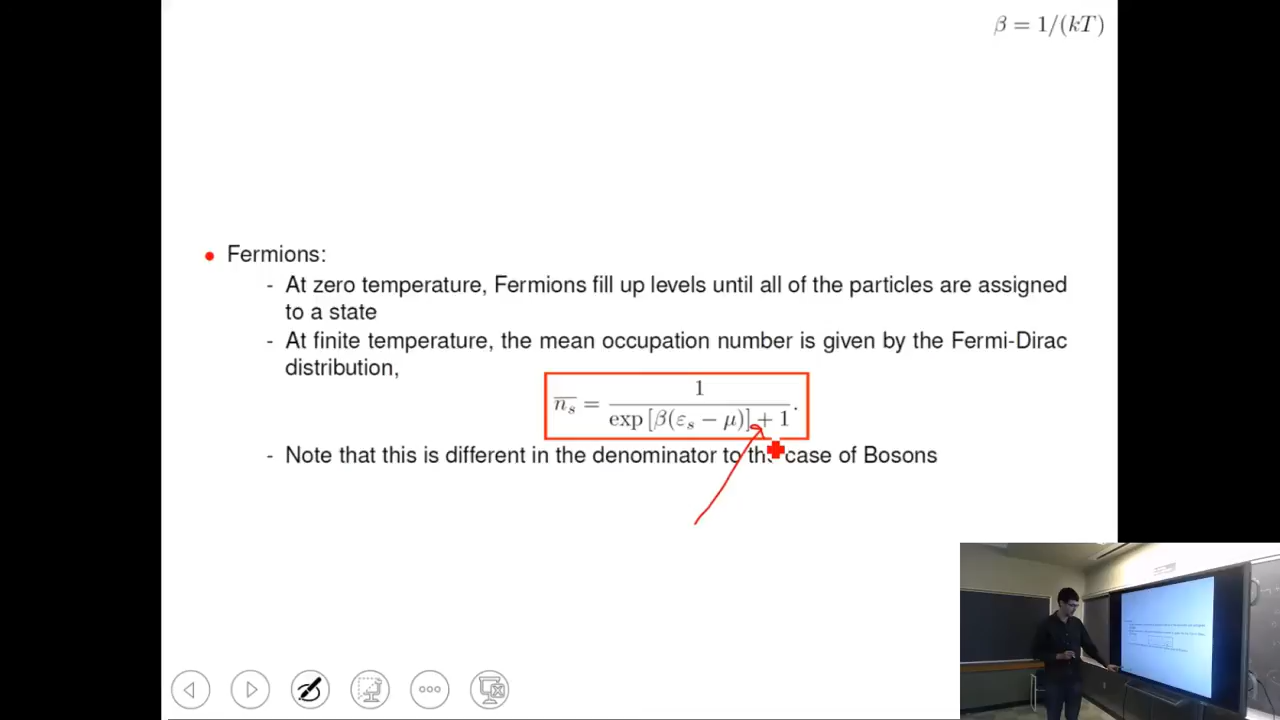 β = 1/(kT)
• Fermions:
- At zero temperature, Fermions fill up levels until all of the particles are assigned
to a state
- At finite temperature, the mean occupation number is given by the Fermi-Dirac
distribution,
n̅ₛ = 1 / (exp [β(εₛ − μ)] + 1).
- Note that this is different in the denominator to the case of Bosons